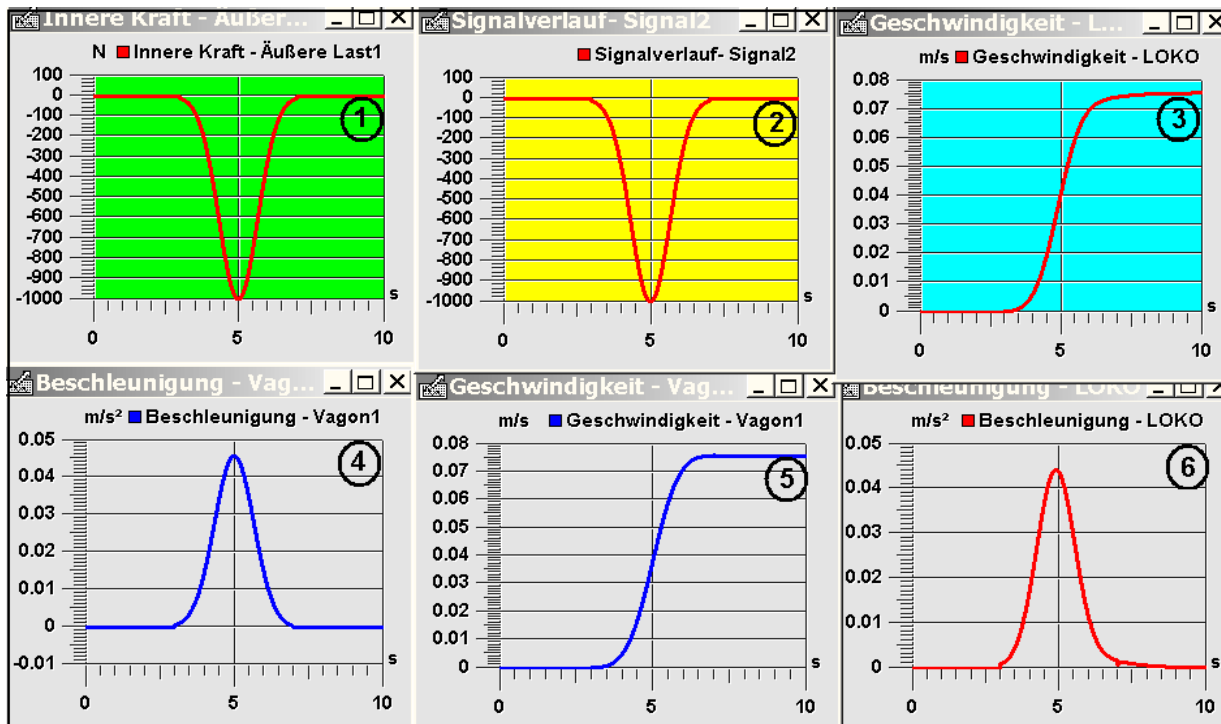 Innere Kraft - Äußer...
N Innere Kraft - Äußere Last1
100
0
-100
-200
-300
-400
-500
-600
-700
-800
-900
-1000
s
0 5 10
1
Signalverlauf- Signal2
Signalverlauf- Signal2
100
0
-100
-200
-300
-400
-500
-600
-700
-800
-900
-1000
s
0 5 10
2
Geschwindigkeit - L...
m/s Geschwindigkeit - LOKO
0.08
0.07
0.06
0.05
0.04
0.03
0.02
0.01
0
s
0 5 10
3
Beschleunigung - Vag...
m/s² Beschleunigung - Vagon1
0.05
0.04
0.03
0.02
0.01
0
-0.01
s
0 5 10
4
Geschwindigkeit - Vag...
m/s Geschwindigkeit - Vagon1
0.08
0.07
0.06
0.05
0.04
0.03
0.02
0.01
0
s
0 5 10
5
Beschleunigung - LOKO
m/s² Beschleunigung - LOKO
0.05
0.04
0.03
0.02
0.01
0
s
0 5 10
6